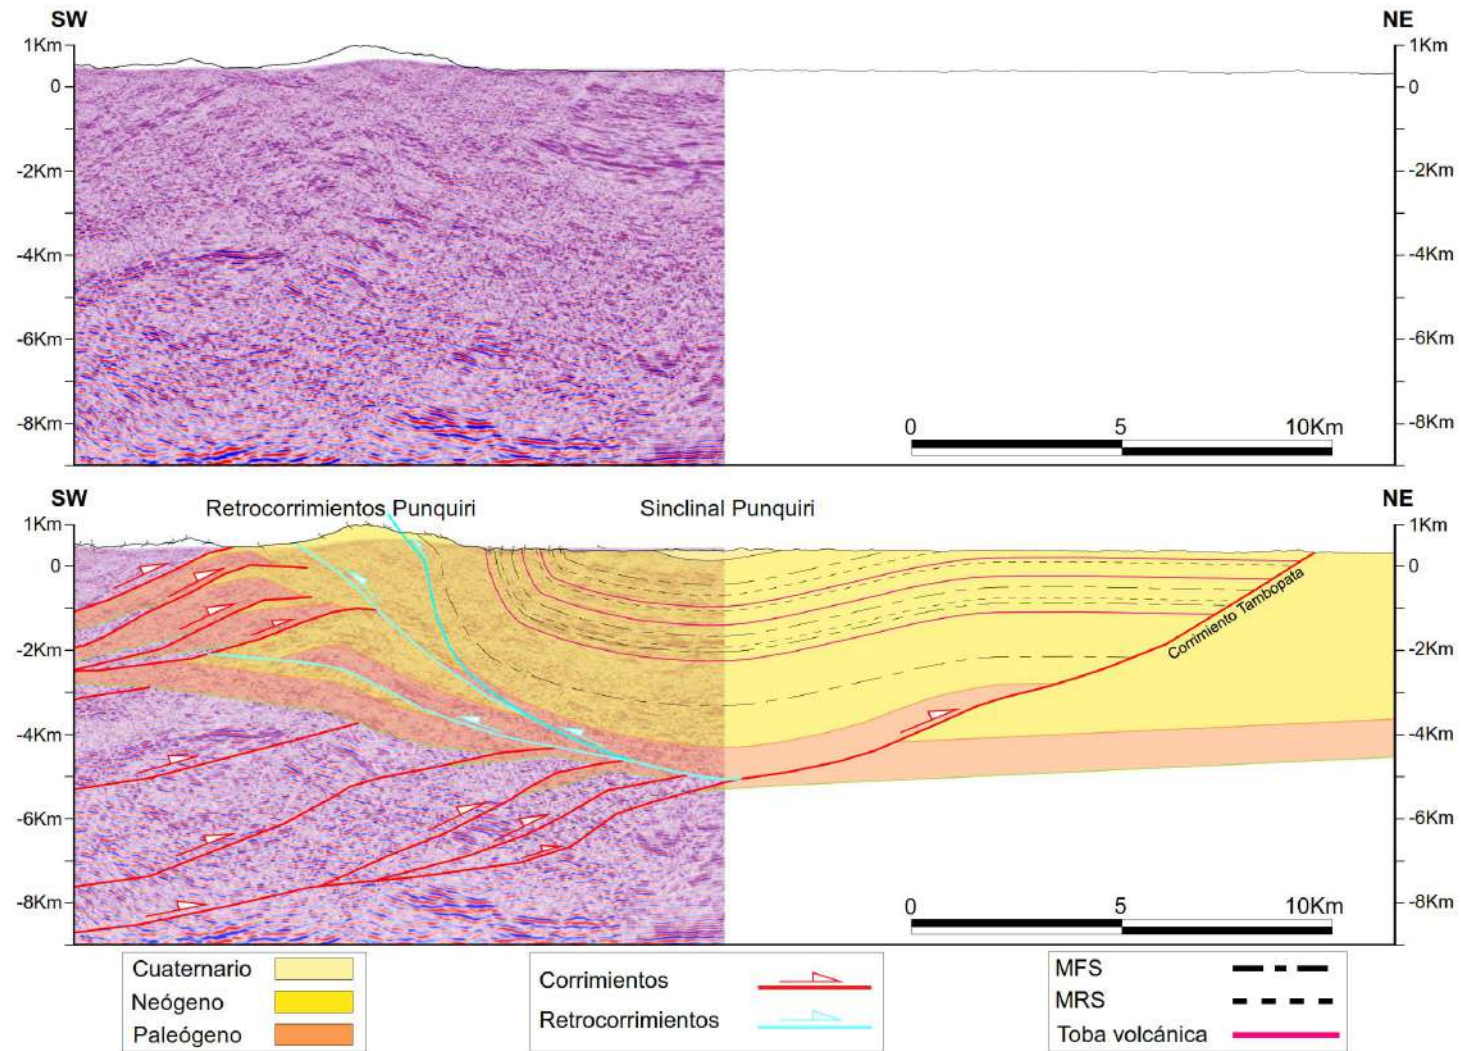 SW
NE
1Km
1Km
0
0
-2Km
-2Km
-4Km
-4Km
-6Km
-6Km
-8Km
-8Km
0
5
10Km
SW
NE
Retrocorrimientos Punquiri
Sinclinal Punquiri
1Km
1Km
0
0
Corrimiento Tambopata
-2Km
-2Km
-4Km
-4Km
-6Km
-6Km
-8Km
-8Km
0
5
10Km
Cuaternario
Neógeno
Paleógeno
Corrimientos
Retrocorrimientos
MFS
MRS
Toba volcánica